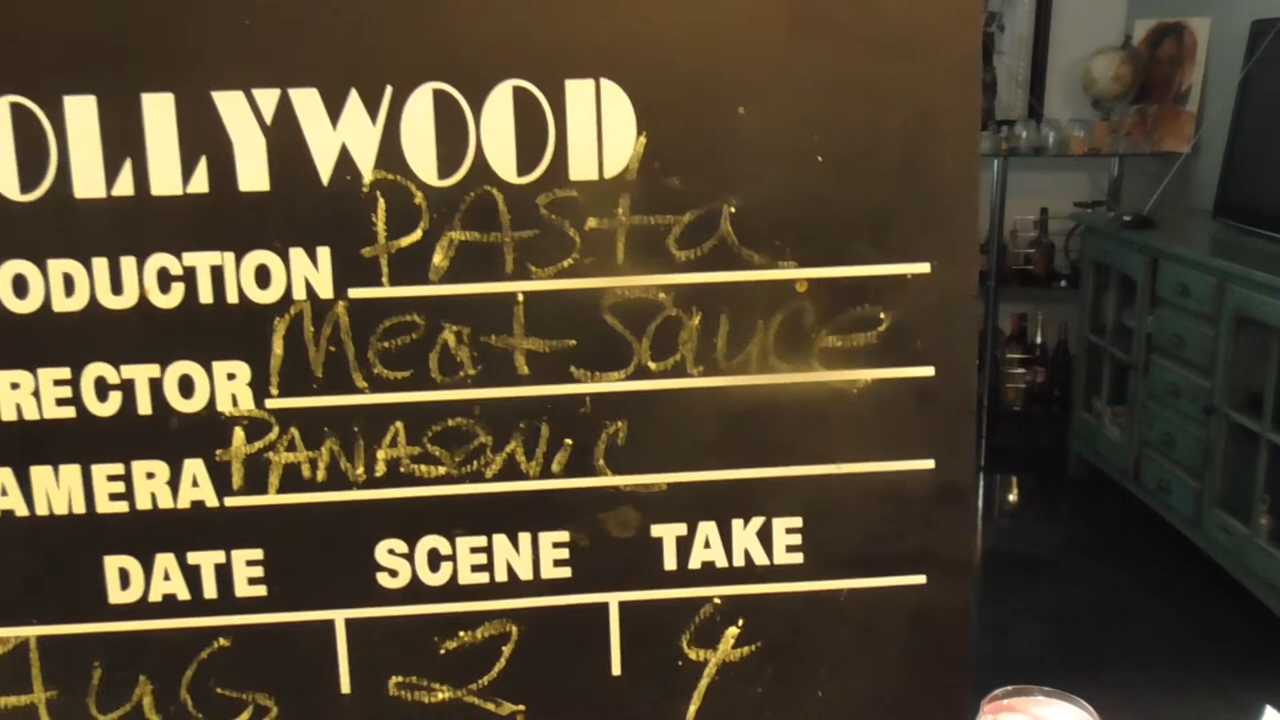 OLLYWOOD
ODUCTION PAsta
RECTOR Meat Sauce
AMERA PANASONiC
DATE SCENE TAKE
AUG 2 4